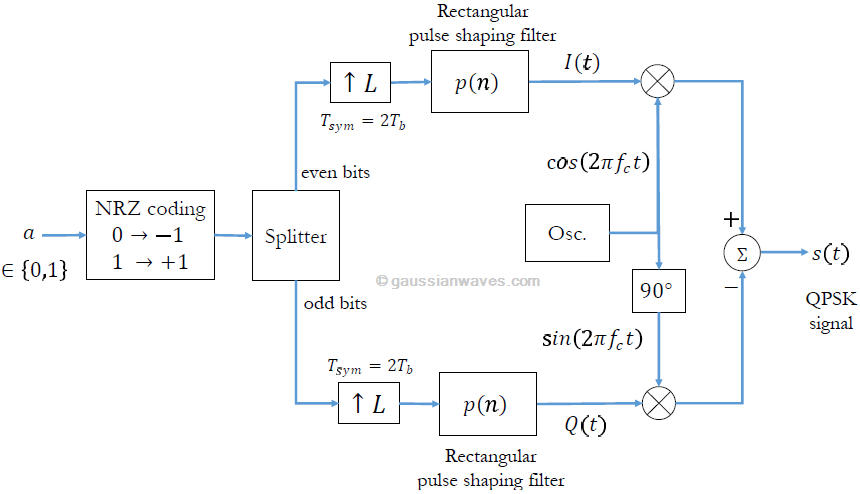 Rectangular
pulse shaping filter
I(t)
↑ L
p(n)
T_sym = 2T_b
cos(2πf_c t)
even bits
NRZ coding
0 → −1
1 → +1
a
∈ {0,1}
Splitter
Osc.
+
Σ
s(t)
−
QPSK
signal
© gaussianwaves.com
90°
odd bits
sin(2πf_c t)
T_sym = 2T_b
↑ L
p(n)
Q(t)
Rectangular
pulse shaping filter